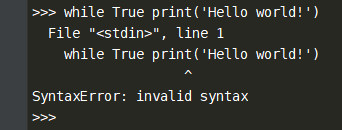 >>> while True print('Hello world!')
  File "<stdin>", line 1
    while True print('Hello world!')
                   ^
SyntaxError: invalid syntax
>>>